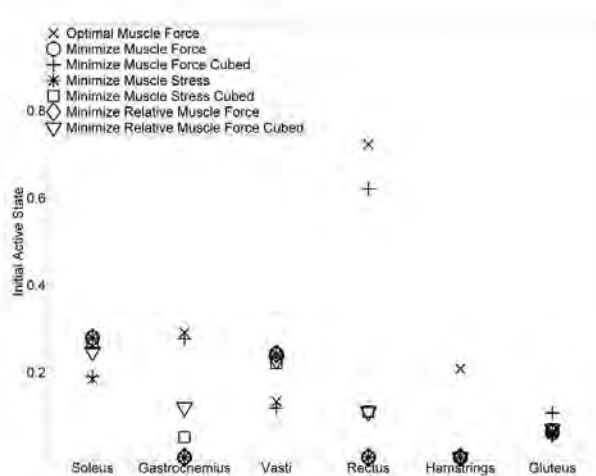 Optimal Muscle Force
Minimize Muscle Force
Minimize Muscle Force Cubed
Minimize Muscle Stress
Minimize Muscle Stress Cubed
Minimize Relative Muscle Force
Minimize Relative Muscle Force Cubed
0.8
0.6
0.4
0.2
Initial Active State
Soleus Gastrocnemius Vasti Rectus Hamstrings Gluteus